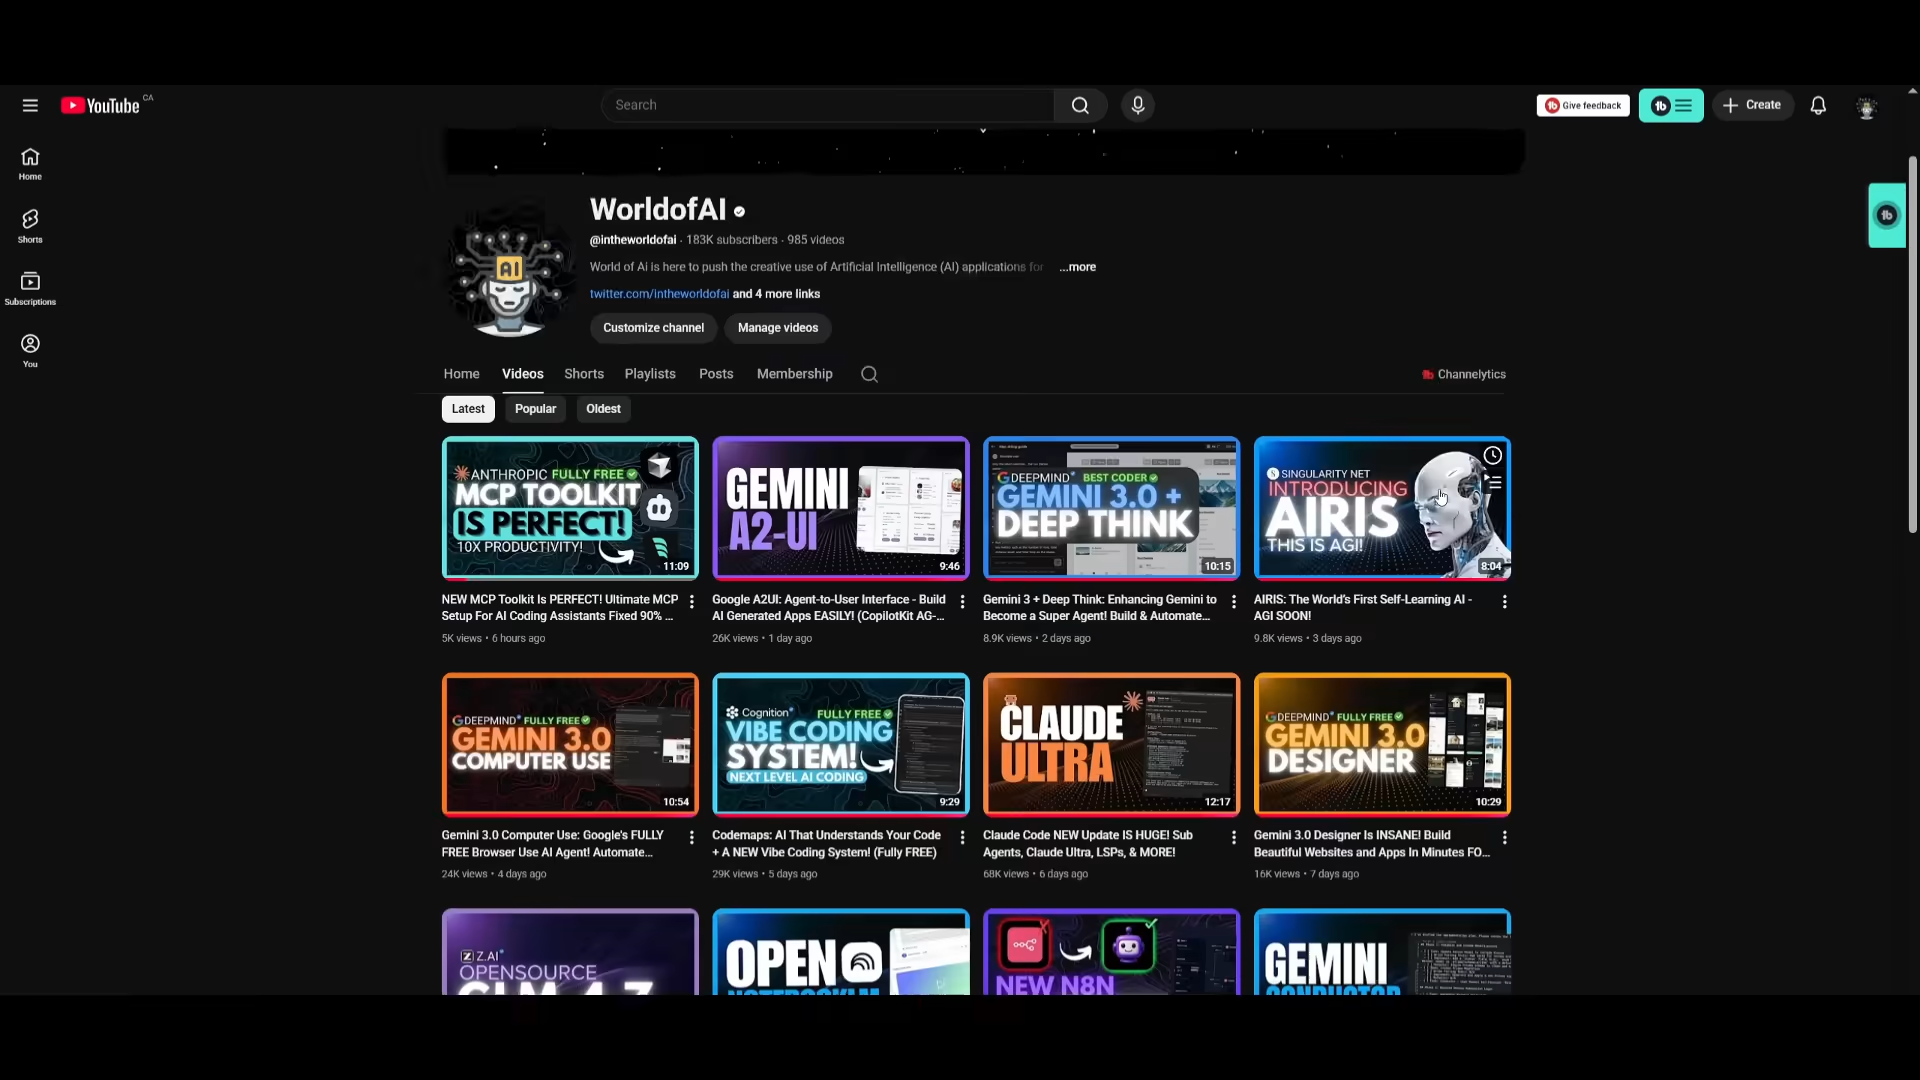 YouTube CA
Search
Give feedback
Create
Home
Shorts
Subscriptions
You
WorldofAI
@intheworldofai · 183K subscribers · 985 videos
World of Ai is here to push the creative use of Artificial Intelligence (AI) applications for ...more
twitter.com/intheworldofai and 4 more links
Customize channel Manage videos
Home Videos Shorts Playlists Posts Membership
Channelytics
Latest Popular Oldest
ANTHROPIC FULLY FREE
MCP TOOLKIT
IS PERFECT!
10X PRODUCTIVITY!
11:09
NEW MCP Toolkit Is PERFECT! Ultimate MCP
Setup For AI Coding Assistants Fixed 90% ...
5K views • 6 hours ago
GEMINI
A2-UI
9:46
Google A2UI: Agent-to-User Interface - Build
AI Generated Apps EASILY! (CopilotKit AG-...
26K views • 1 day ago
DEEPMIND BEST CODER
GEMINI 3.0 +
DEEP THINK
10:15
Gemini 3 + Deep Think: Enhancing Gemini to
Become a Super Agent! Build & Automate...
8.9K views • 2 days ago
SINGULARITY NET
INTRODUCING
AIRIS
THIS IS AGI!
8:04
AIRIS: The World's First Self-Learning AI -
AGI SOON!
9.8K views • 3 days ago
DEEPMIND FULLY FREE
GEMINI 3.0
COMPUTER USE
10:54
Gemini 3.0 Computer Use: Google's FULLY
FREE Browser Use AI Agent! Automate...
24K views • 4 days ago
Cognition FULLY FREE
VIBE CODING
SYSTEM!
NEXT LEVEL AI CODING
9:29
Codemaps: AI That Understands Your Code
+ A NEW Vibe Coding System! (Fully FREE)
29K views • 5 days ago
CLAUDE
ULTRA
12:17
Claude Code NEW Update IS HUGE! Sub
Agents, Claude Ultra, LSPs, & MORE!
68K views • 6 days ago
DEEPMIND FULLY FREE
GEMINI 3.0
DESIGNER
10:29
Gemini 3.0 Designer Is INSANE! Build
Beautiful Websites and Apps In Minutes FO...
16K views • 7 days ago
Z.AI
OPENSOURCE
GLM 4.7
OPEN
NOTEBOOKLM
NEW N8N
GEMINI
CONDUCTOR